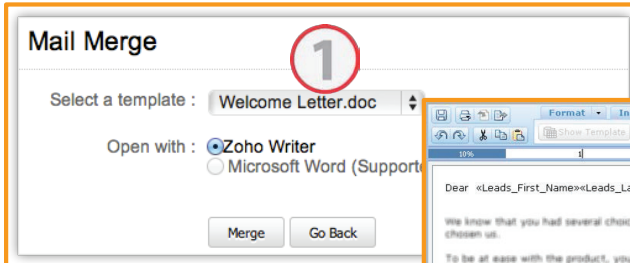 Mail Merge
1
Select a template : Welcome Letter.doc
Open with : Zoho Writer
Microsoft Word (Supporte
Merge Go Back
Format In
Show Template
10% 1
Dear «Leads_First_Name»«Leads_La
We know that you had several choic
chosen us.
To be at ease with the product, you